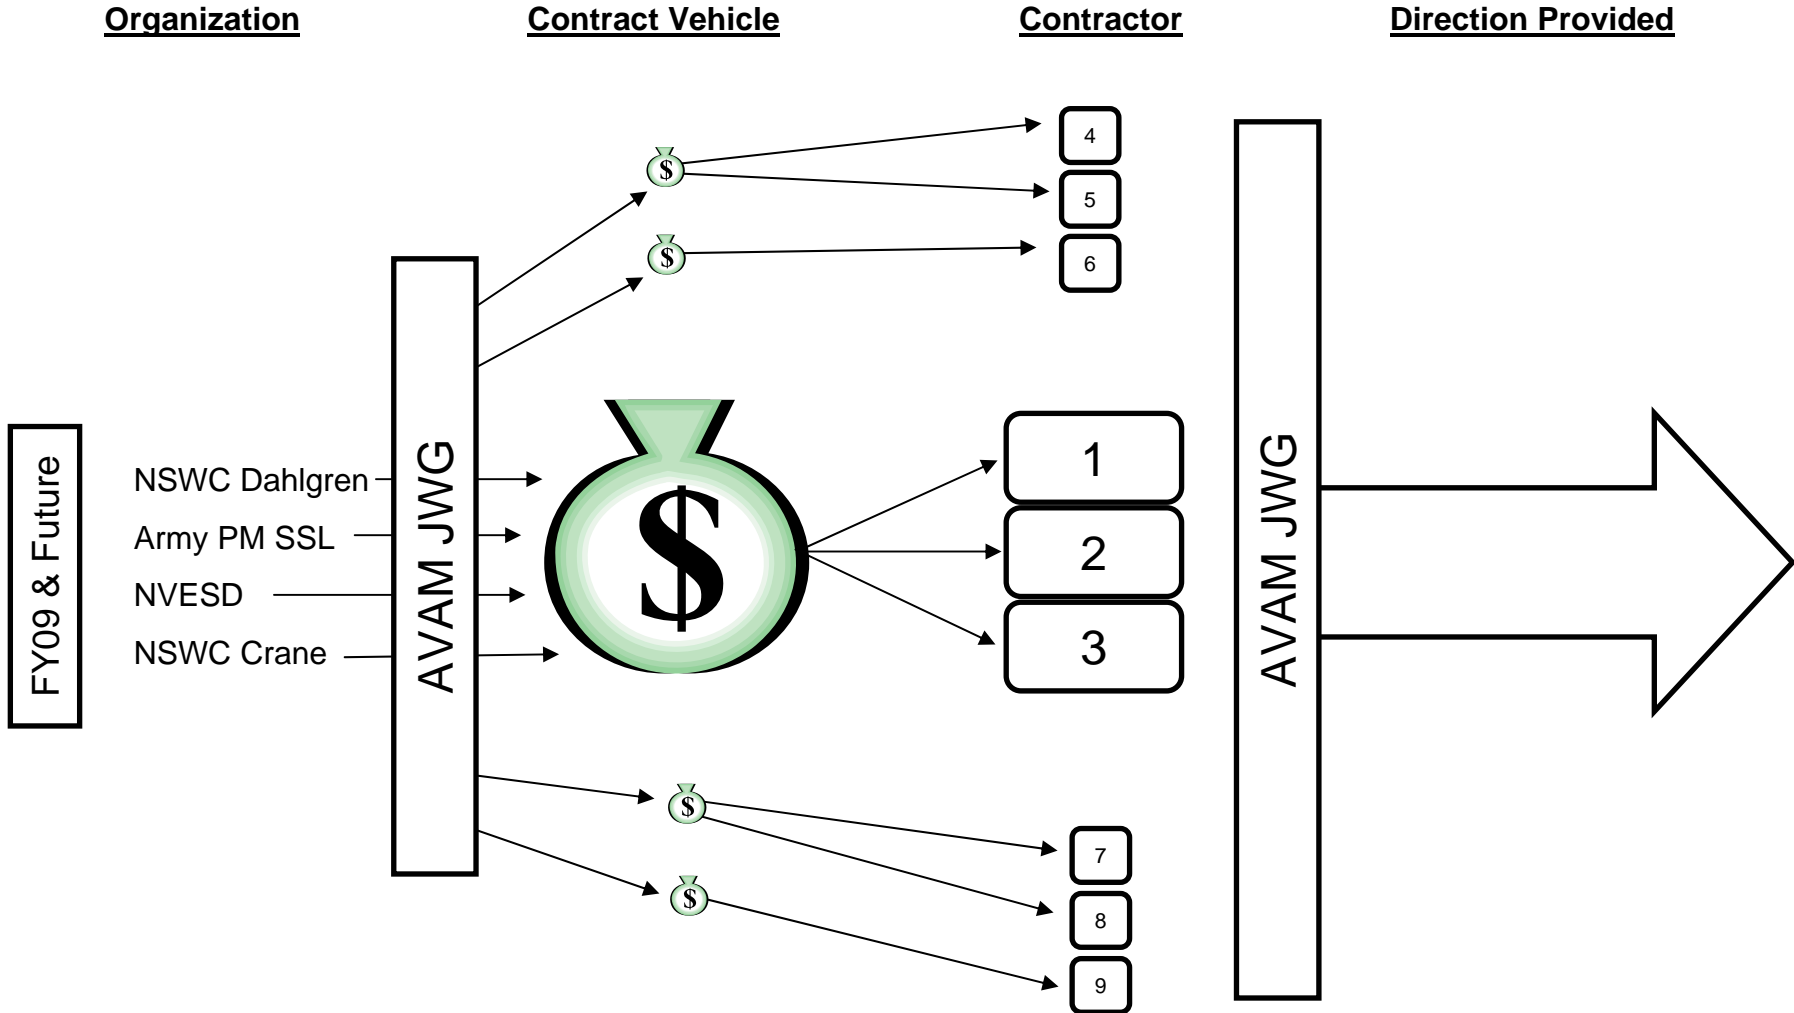 Organization
Contract Vehicle
Contractor
Direction Provided
FY09 & Future
NSWC Dahlgren
Army PM SSL
NVESD
NSWC Crane
AVAM JWG
$
$
$
$
$
4
5
6
1
2
3
7
8
9
AVAM JWG